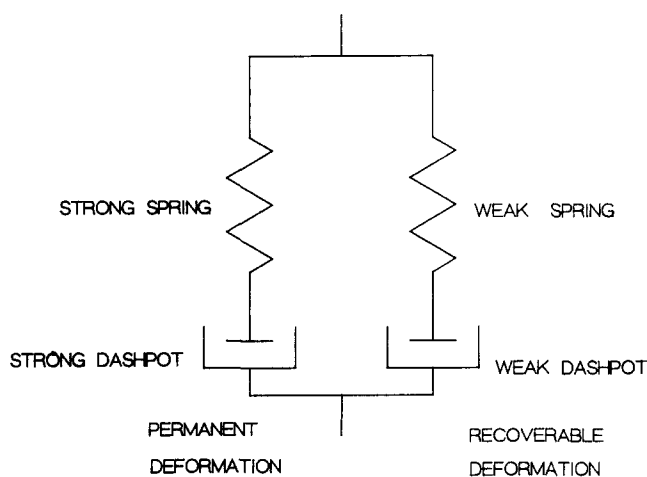 STRONG SPRING
WEAK SPRING
STRONG DASHPOT
WEAK DASHPOT
PERMANENT
DEFORMATION
RECOVERABLE
DEFORMATION